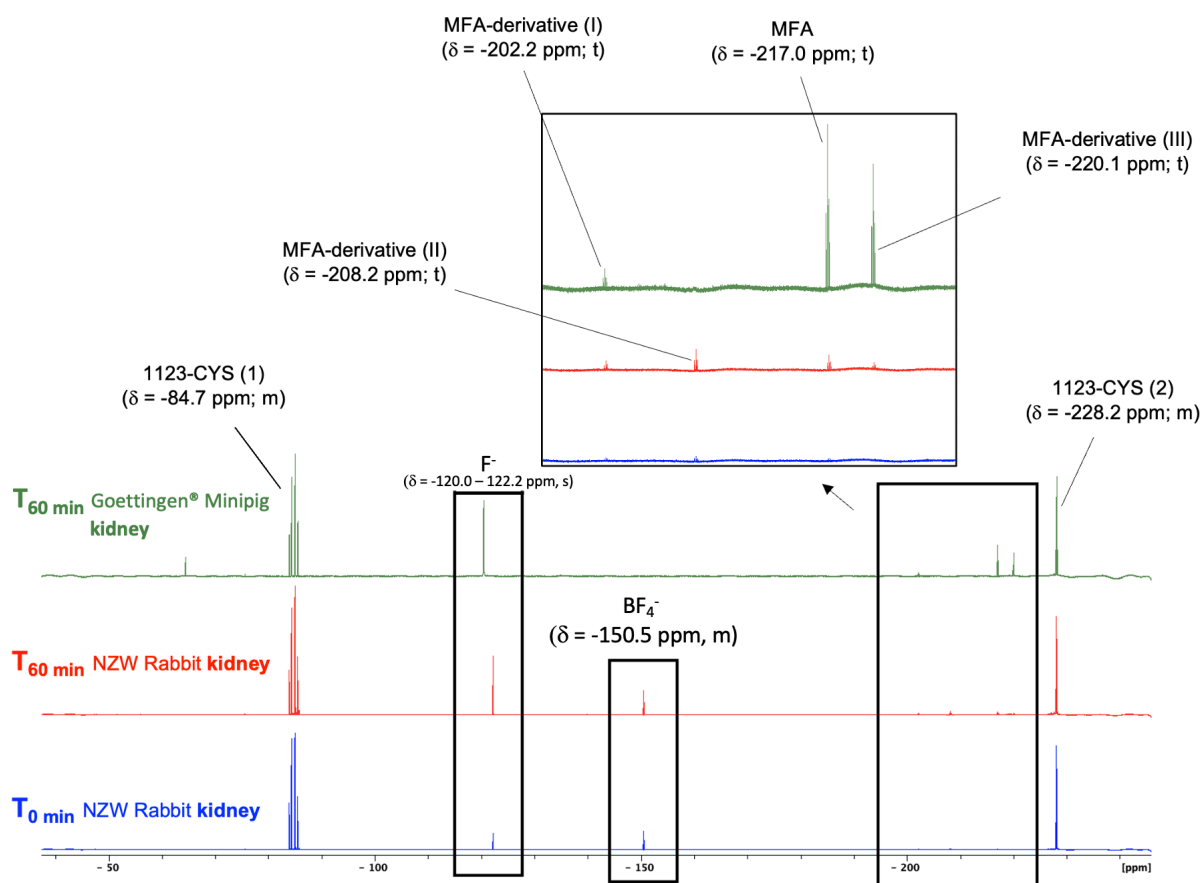 MFA-derivative (I)
(δ = -202.2 ppm; t)
MFA
(δ = -217.0 ppm; t)
MFA-derivative (III)
(δ = -220.1 ppm; t)
MFA-derivative (II)
(δ = -208.2 ppm; t)
1123-CYS (1)
(δ = -84.7 ppm; m)
1123-CYS (2)
(δ = -228.2 ppm; m)
F-
(δ = -120.0 – 122.2 ppm, s)
T60 min Goettingen® Minipig
kidney
BF4-
(δ = -150.5 ppm, m)
T60 min NZW Rabbit kidney
T0 min NZW Rabbit kidney
- 50 - 100 - 150 - 200 [ppm]